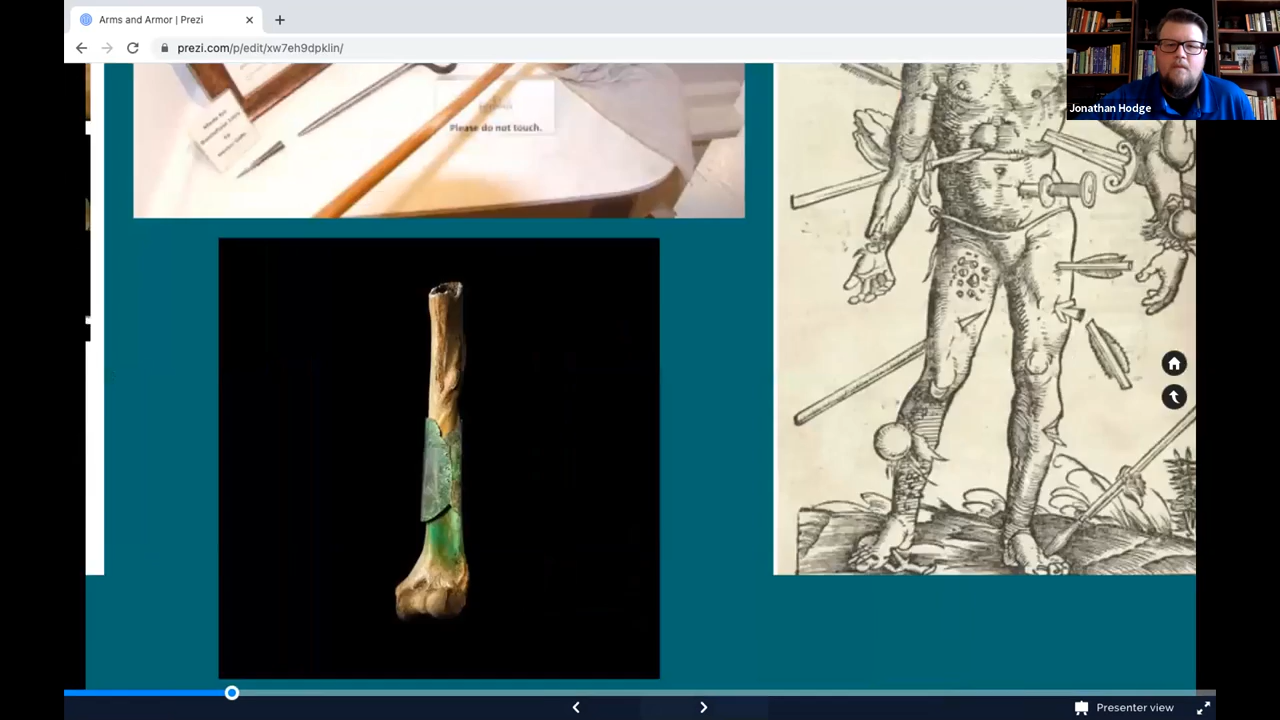 Arms and Armor | Prezi
prezi.com/p/edit/xw7eh9dpklin/
Jonathan Hodge
Please do not touch.
Presenter view